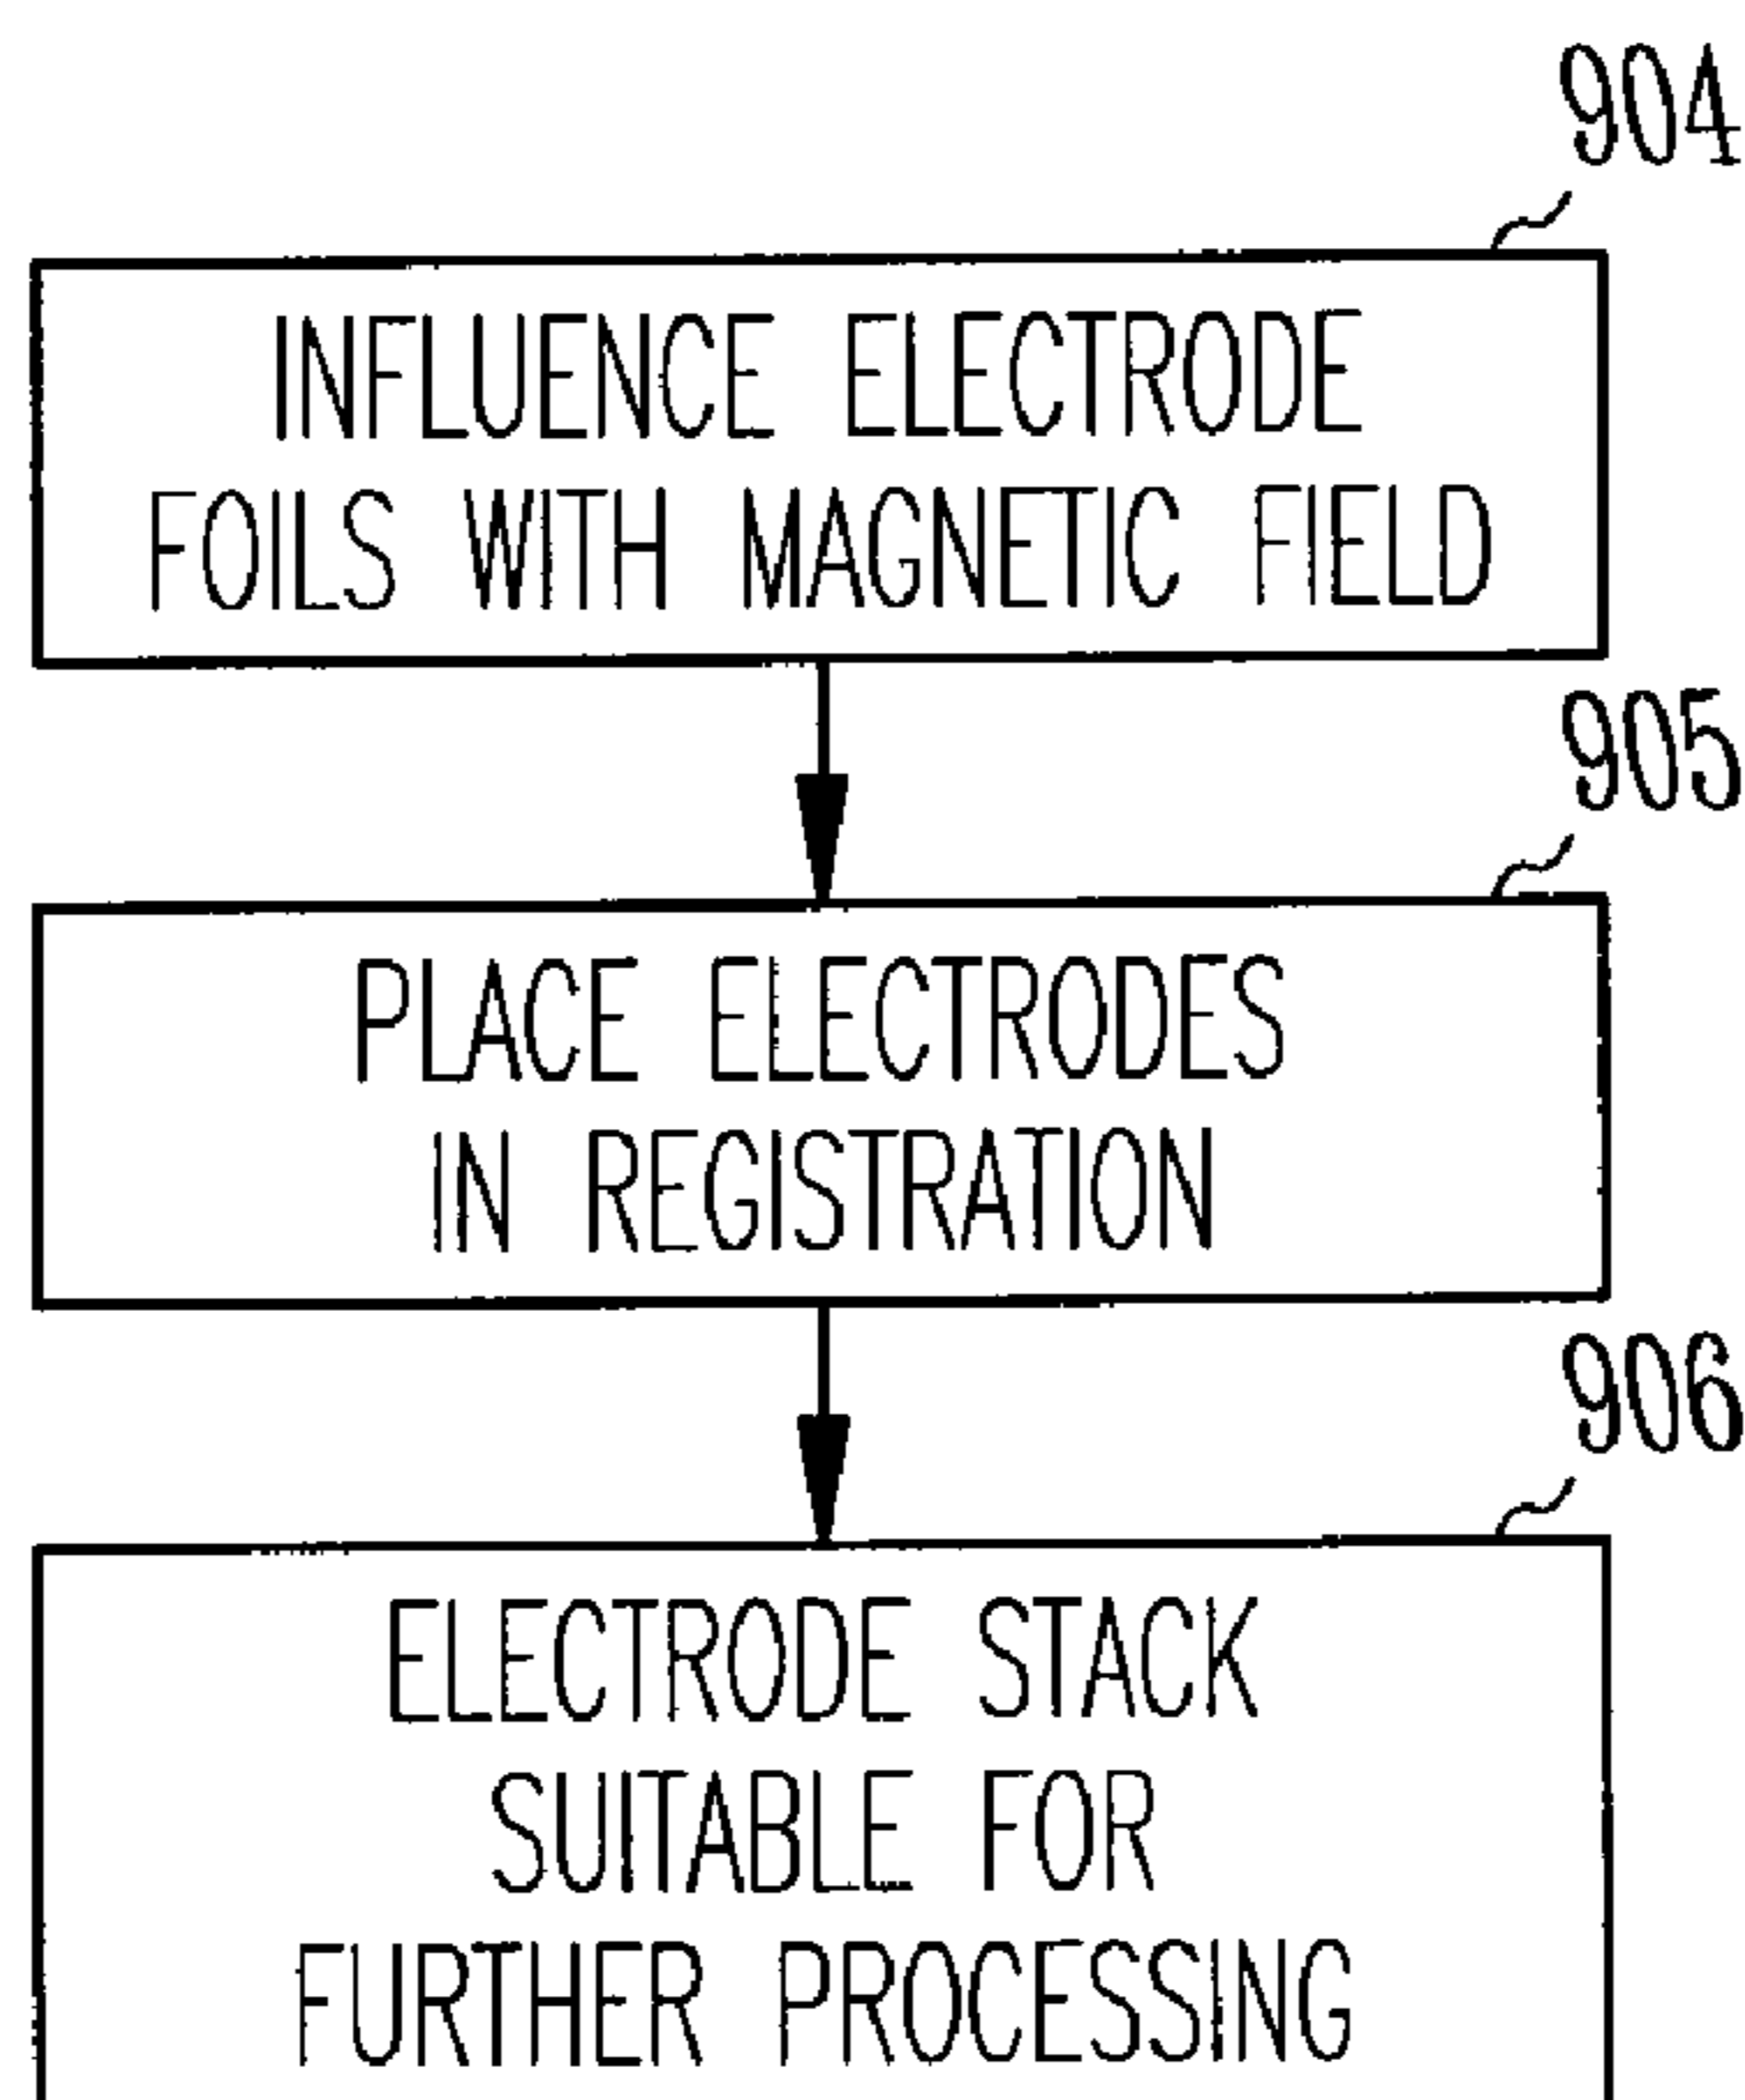 904
INFLUENCE ELECTRODE
FOILS WITH MAGNETIC FIELD
905
PLACE ELECTRODES
IN REGISTRATION
906
ELECTRODE STACK
SUITABLE FOR
FURTHER PROCESSING